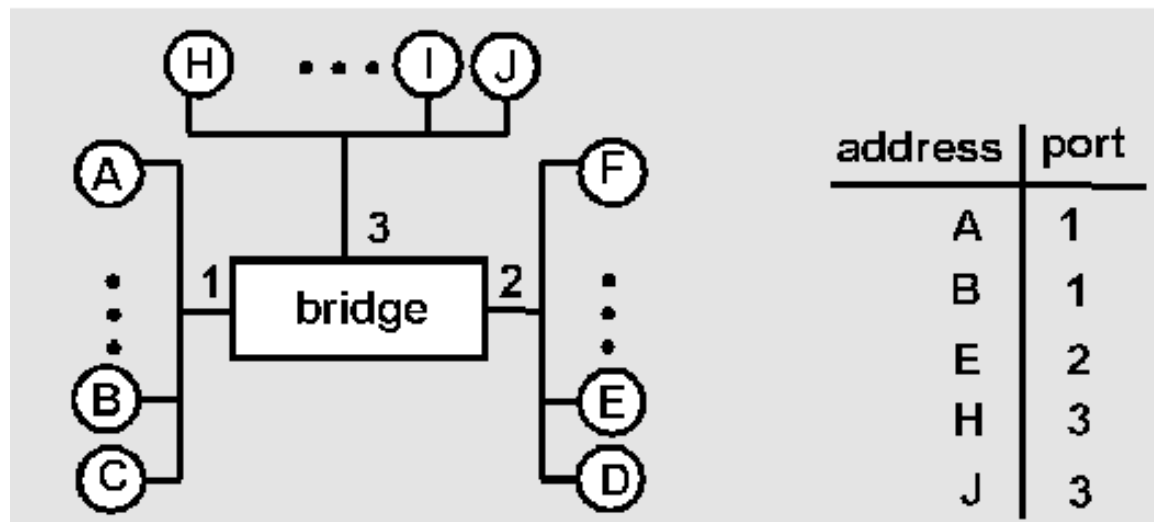 H I J
A F
3
1 bridge 2
B E
C D
address port
A 1
B 1
E 2
H 3
J 3